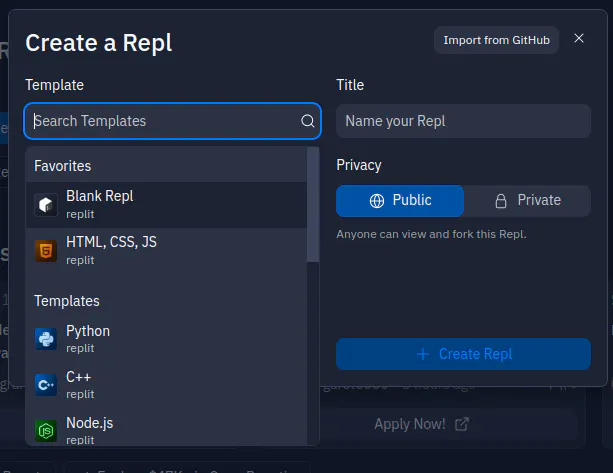 Create a Repl
Import from GitHub
Template
Search Templates
Favorites
Blank Repl
replit
HTML, CSS, JS
replit
Templates
Python
replit
C++
replit
Node.js
replit
Title
Name your Repl
Privacy
Public
Private
Anyone can view and fork this Repl.
Create Repl
Apply Now!